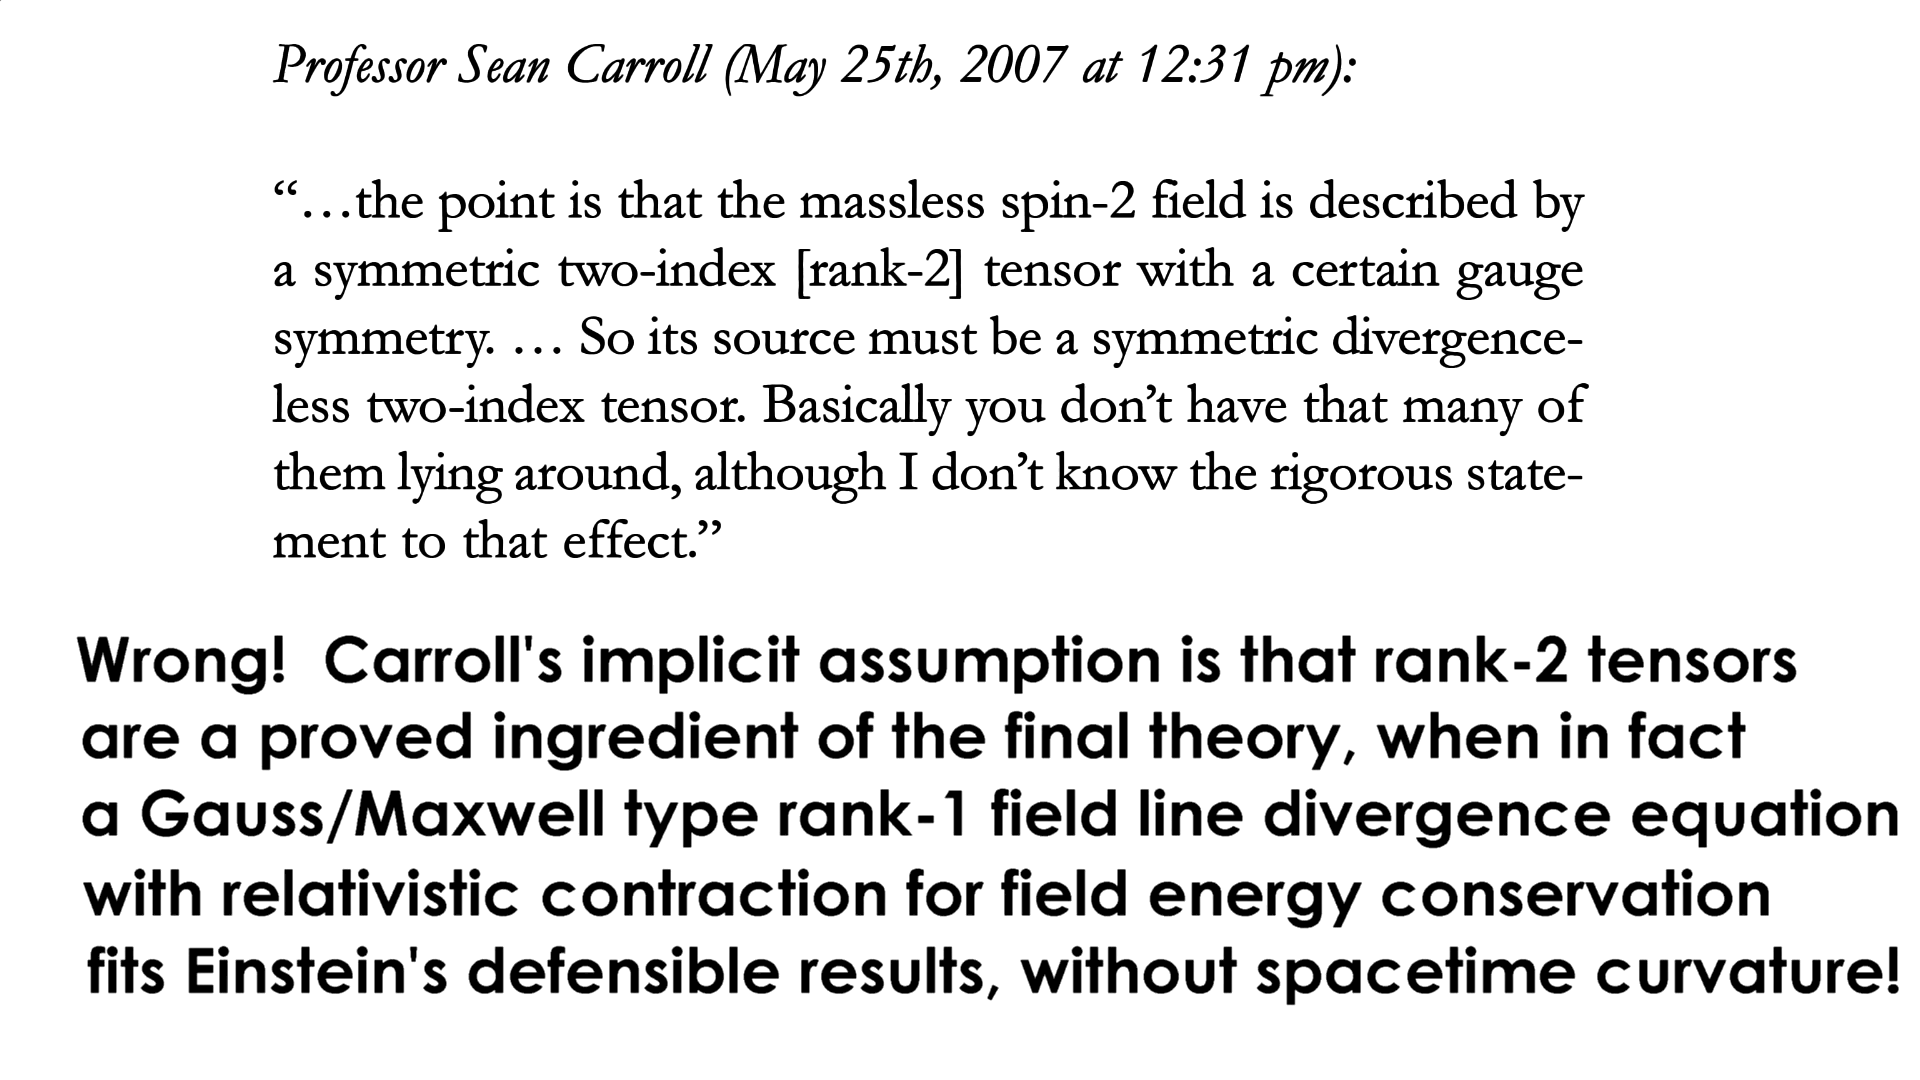 Professor Sean Carroll (May 25th, 2007 at 12:31 pm):
“…the point is that the massless spin-2 field is described by
a symmetric two-index [rank-2] tensor with a certain gauge
symmetry. … So its source must be a symmetric divergence-
less two-index tensor. Basically you don’t have that many of
them lying around, although I don’t know the rigorous state-
ment to that effect.”
Wrong!  Carroll's implicit assumption is that rank-2 tensors
are a proved ingredient of the final theory, when in fact
a Gauss/Maxwell type rank-1 field line divergence equation
with relativistic contraction for field energy conservation
fits Einstein's defensible results, without spacetime curvature!